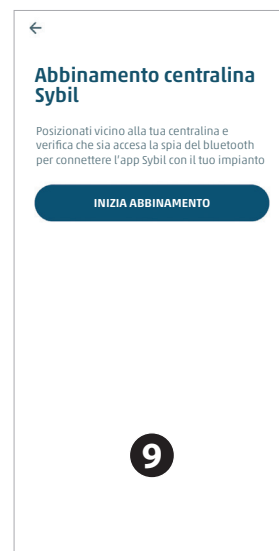 Abbinamento centralina
Sybil
Posizionati vicino alla tua centralina e
verifica che sia accesa la spia del bluetooth
per connettere l'app Sybil con il tuo impianto
INIZIA ABBINAMENTO
9